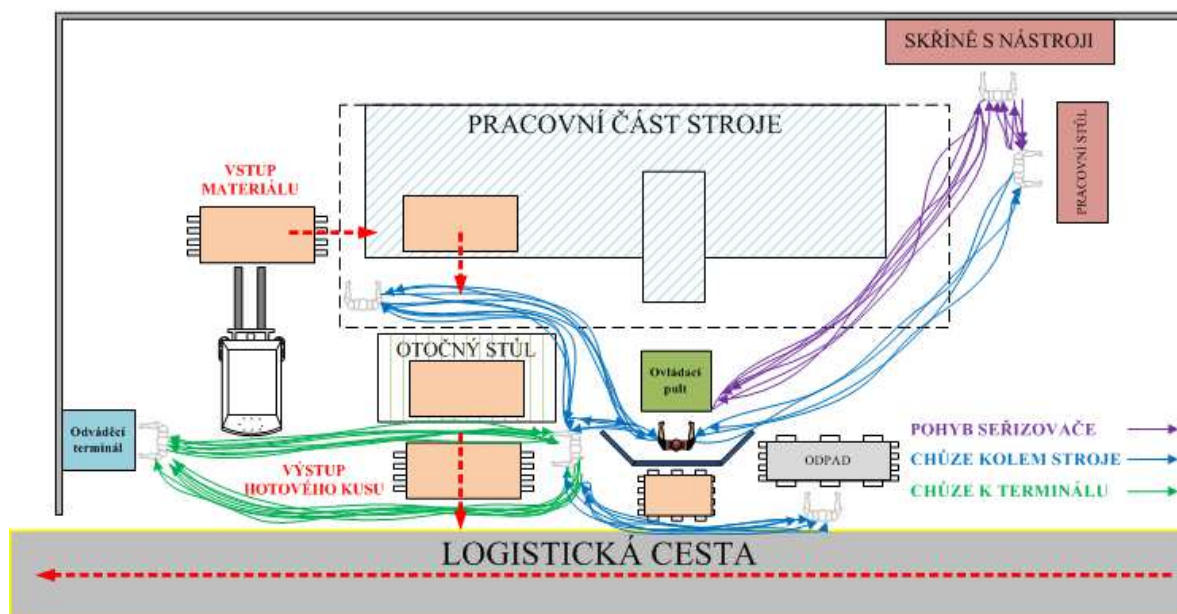 SKŘÍNĚ S NÁSTROJI
PRACOVNÍ ČÁST STROJE
PRACOVNÍ STŮL
VSTUP
MATERIÁLU
OTOČNÝ STŮL
Ovládací
pult
Odváděcí
terminál
VÝSTUP
HOTOVÉHO KUSU
ODPAD
POHYB SEŘIZOVAČE
CHŮZE KOLEM STROJE
CHŮZE K TERMINÁLU
LOGISTICKÁ CESTA